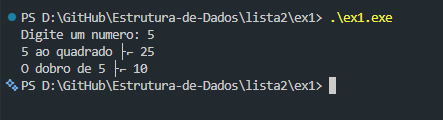 PS D:\GitHub\Estrutura-de-Dados\lista2\ex1> .\ex1.exe
Digite um numero: 5
5 ao quadrado ├⌐ 25
O dobro de 5 ├⌐ 10
PS D:\GitHub\Estrutura-de-Dados\lista2\ex1>